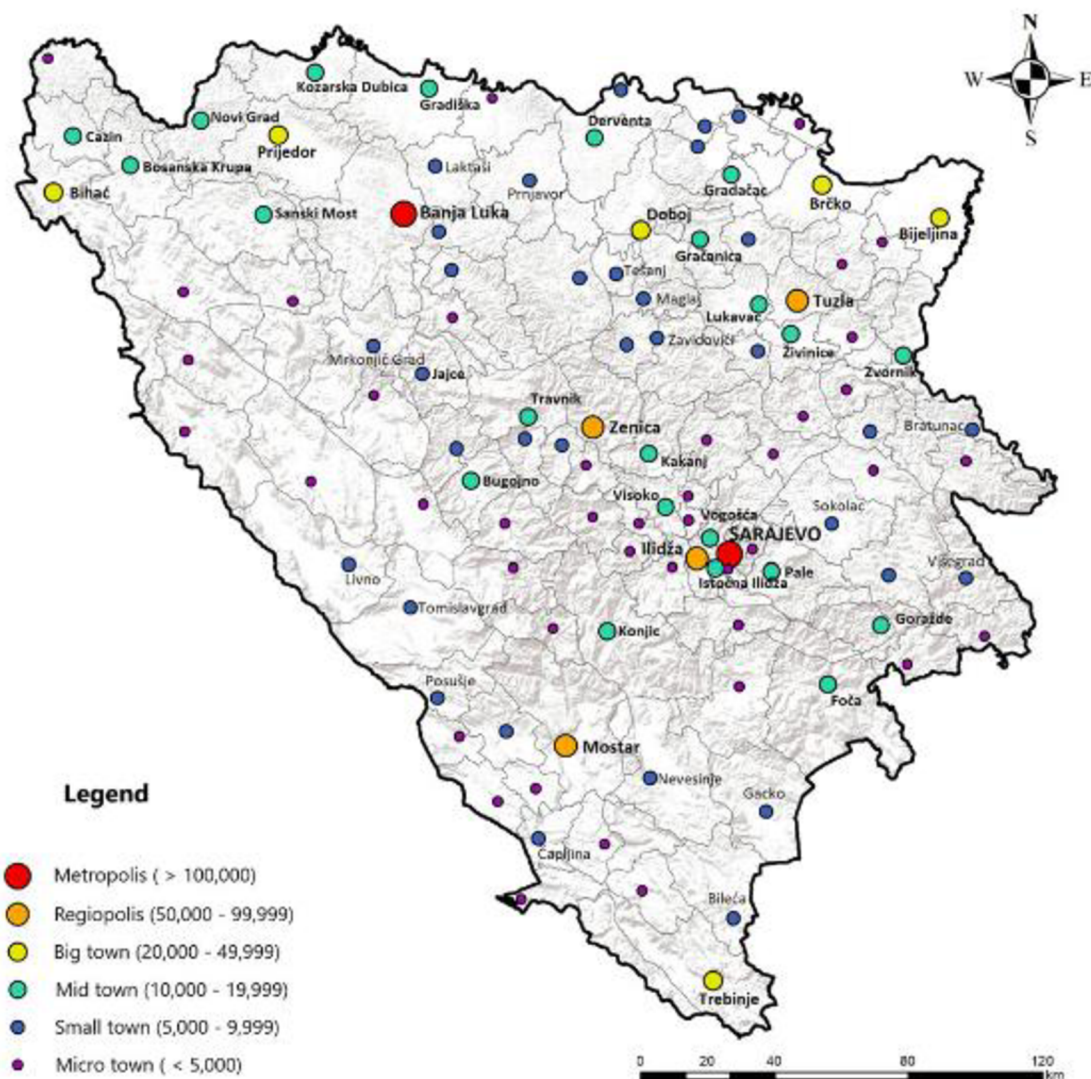 N
W E
S
Kozarska Dubica
Gradiška
Novi Grad
Cazin
Prijedor
Derventa
Bosanska Krupa
Laktaši
Prnjavor
Gradačac
Bihać
Brčko
Sanski Most
Banja Luka
Doboj
Bijeljina
Gračanica
Tešanj
Maglaj
Tuzla
Lukavac
Zavidovići
Živinice
Mrkonjić Grad
Zvornik
Jajce
Travnik
Zenica
Bratunac
Kakanj
Bugojno
Visoko
Sokolac
Vogošća
SARAJEVO
Ilidža
Višegrad
Livno
Istočna Ilidža
Pale
Tomislavgrad
Goražde
Konjic
Posušje
Foča
Mostar
Nevesinje
Gacko
Čapljina
Bileća
Trebinje
Legend
Metropolis ( > 100,000)
Regiopolis (50,000 - 99,999)
Big town (20,000 - 49,999)
Mid town (10,000 - 19,999)
Small town (5,000 - 9,999)
Micro town ( < 5,000)
0 20 40 80 120
km